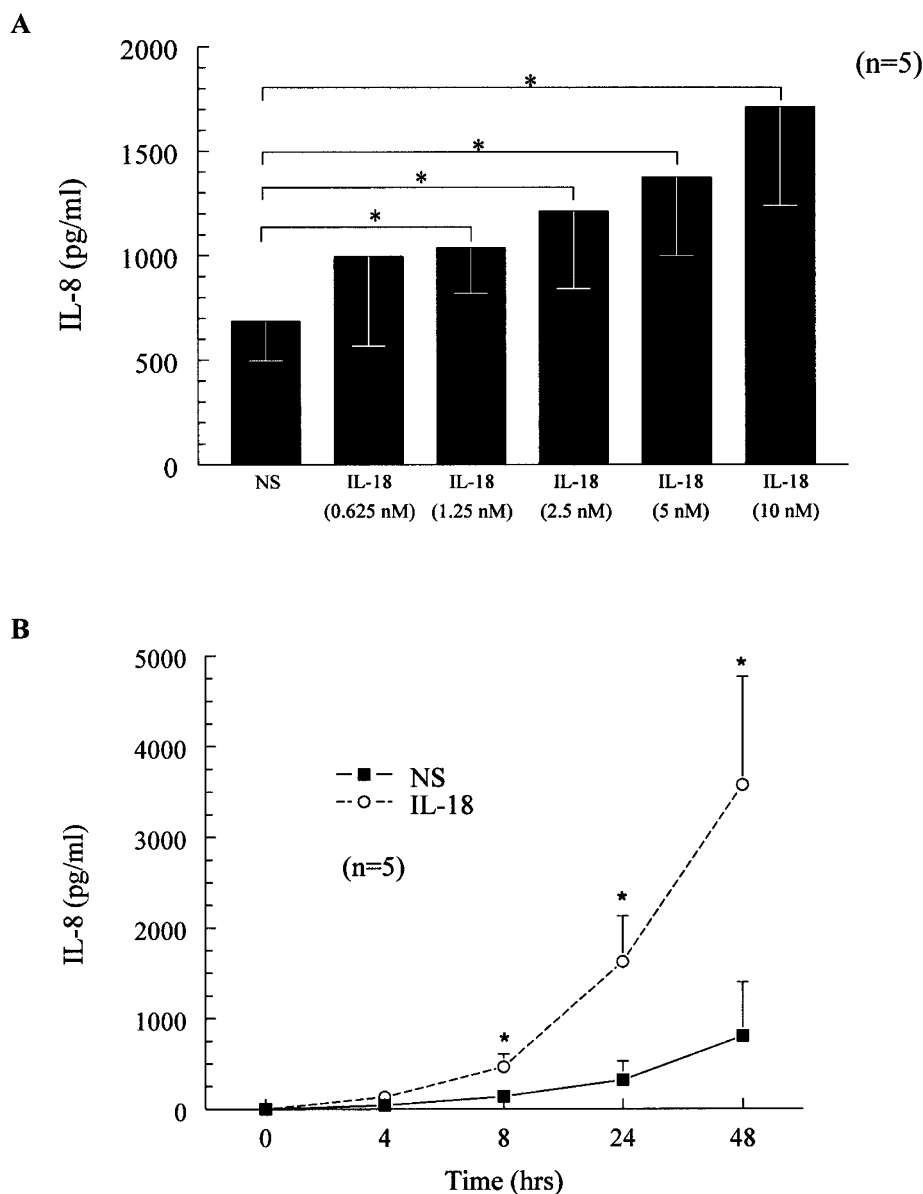 A
2000
(n=5)
*
*
1500
*
*
IL-8 (pg/ml)
1000
500
0
NS IL-18 IL-18 IL-18 IL-18 IL-18
(0.625 nM) (1.25 nM) (2.5 nM) (5 nM) (10 nM)
B
5000
*
4000
NS
IL-18
3000
(n=5)
IL-8 (pg/ml)
*
2000
1000
*
0
0 4 8 24 48
Time (hrs)